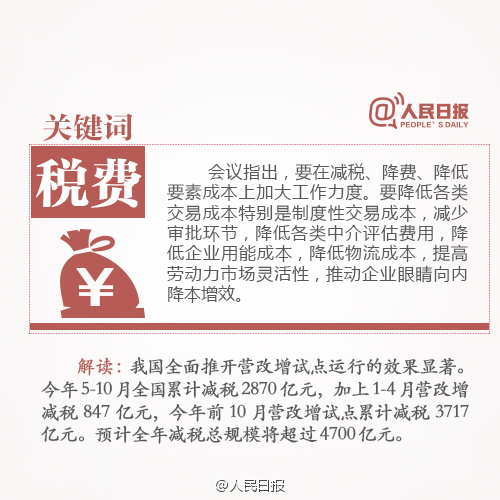 @人民日报
PEOPLE'S DAILY
关键词
税费
会议指出，要在减税、降费、降低
要素成本上加大工作力度。要降低各类
交易成本特别是制度性交易成本，减少
审批环节，降低各类中介评估费用，降
低企业用能成本，降低物流成本，提高
劳动力市场灵活性，推动企业眼睛向内
降本增效。
¥
解读：我国全面推开营改增试点运行的效果显著。
今年5-10月全国累计减税2870亿元，加上1-4月营改增
减税 847 亿元，今年前 10 月营改增试点累计减税 3717
亿元。预计全年减税总规模将超过4700亿元。
@人民日报